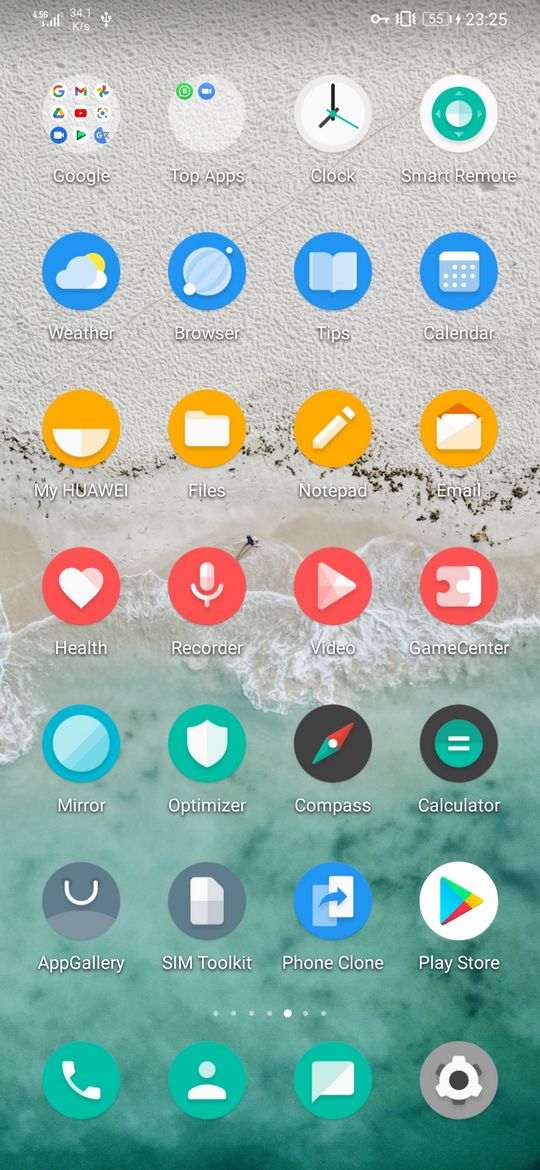 4.5G 34.1 K/s 55 23:25
Google Top Apps Clock Smart Remote
Weather Browser Tips Calendar
My HUAWEI Files Notepad Email
Health Recorder Video GameCenter
Mirror Optimizer Compass Calculator
AppGallery SIM Toolkit Phone Clone Play Store